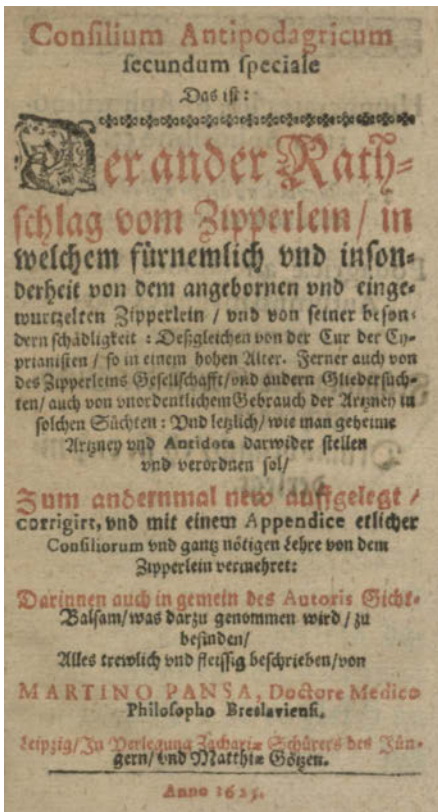 Consilium Antipodagricum
secundum speciale
Das ist:
Der ander Rath-
schlag vom Zipperlein / in
welchem fürnemlich vnd inson-
derheit von dem angebornen vnd einge-
wurtzelten Zipperlein / vnd von seiner beson-
dern schädligkeit : Deßgleichen von der Cur der Cy-
prianisten / so in einem hohen Alter. Ferner auch von
des Zipperleins Gesellschafft/vnd andern Gliedersüch-
ten/ auch von vnordentlichem Gebrauch der Artzney in
solchen Süchten : Vnd letzlich/ wie man geheime
Artzney vnd Antidota darwider stellen
vnd verordnen sol/
Zum andernmal new auffgelegt /
corrigirt, vnd mit einem Appendice etlicher
Consiliorum vnd gantz nötigen Lehre von dem
Zipperlein vermehret:
Darinnen auch in gemein des Autoris Gicht-
Balsam/was darzu genommen wird/zu
befinden/
Alles trewlich vnd fleissig beschrieben/von
MARTINO PANSA, Doctore Medico
Philosopho Breslaviensi.
Leipzig/In Verlegung Zachariæ Schürers des Jün-
gern/vnd Matthiæ Götzen.
Anno 1625.